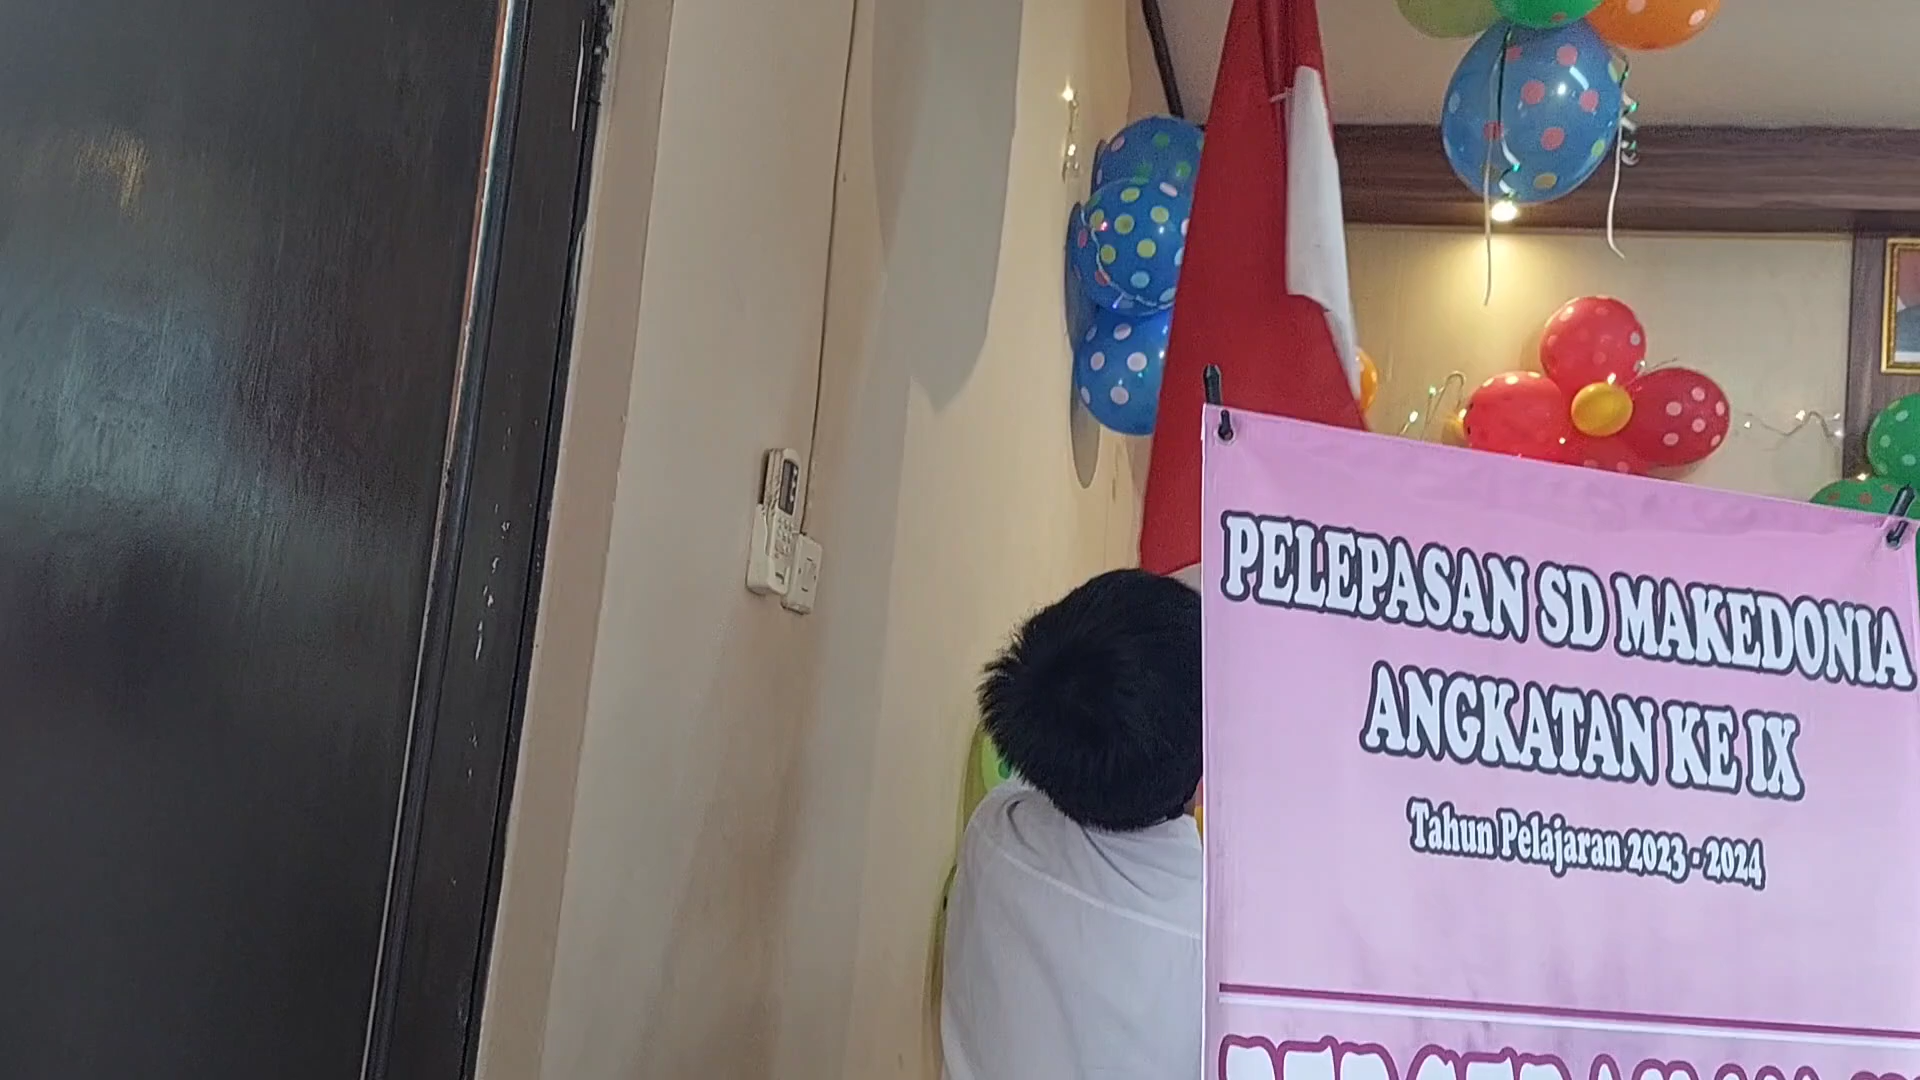 PELEPASAN SD MAKEDONIA
ANGKATAN KE IX
Tahun Pelajaran 2023 - 2024